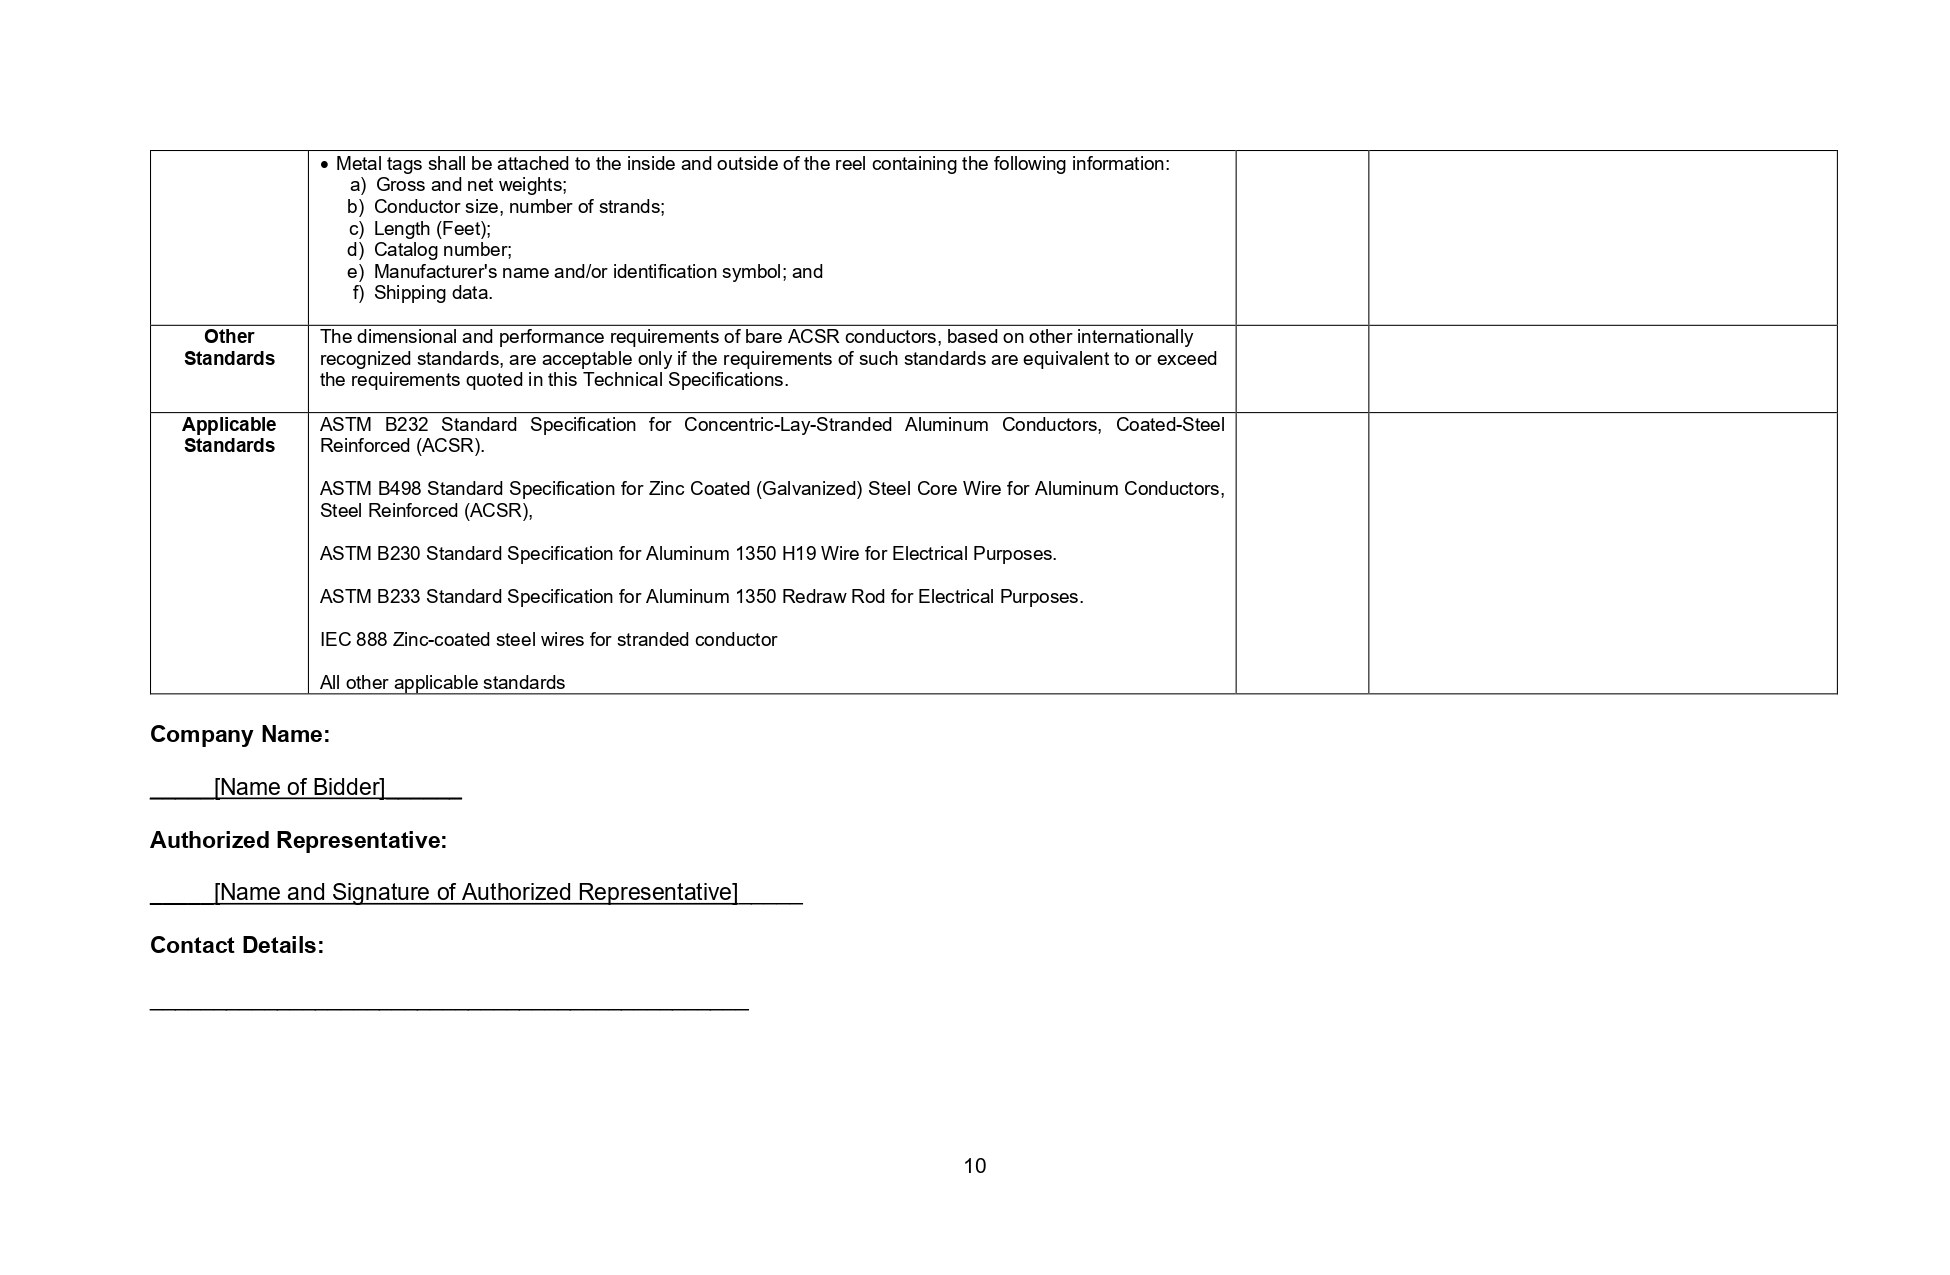 • Metal tags shall be attached to the inside and outside of the reel containing the following information:
a) Gross and net weights;
b) Conductor size, number of strands;
c) Length (Feet);
d) Catalog number;
e) Manufacturer's name and/or identification symbol; and
f) Shipping data.
Other
Standards
The dimensional and performance requirements of bare ACSR conductors, based on other internationally
recognized standards, are acceptable only if the requirements of such standards are equivalent to or exceed
the requirements quoted in this Technical Specifications.
Applicable
Standards
ASTM B232 Standard Specification for Concentric-Lay-Stranded Aluminum Conductors, Coated-Steel
Reinforced (ACSR).
ASTM B498 Standard Specification for Zinc Coated (Galvanized) Steel Core Wire for Aluminum Conductors,
Steel Reinforced (ACSR),
ASTM B230 Standard Specification for Aluminum 1350 H19 Wire for Electrical Purposes.
ASTM B233 Standard Specification for Aluminum 1350 Redraw Rod for Electrical Purposes.
IEC 888 Zinc-coated steel wires for stranded conductor
All other applicable standards
Company Name:
_____[Name of Bidder]______
Authorized Representative:
_____[Name and Signature of Authorized Representative]_____
Contact Details:
_______________________________________________
10